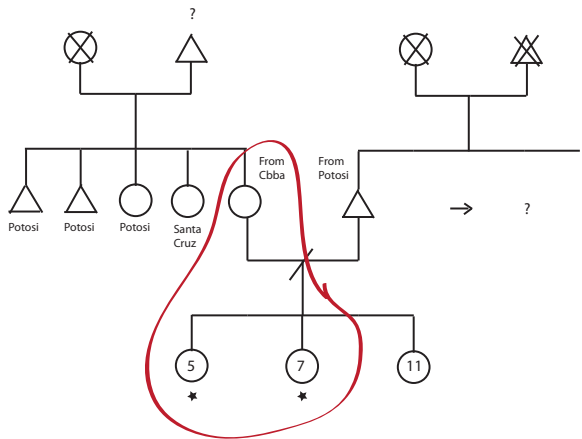 ?
From
Cbba
From
Potosi
Potosi
Potosi
Potosi
Santa
Cruz
?
5
7
11